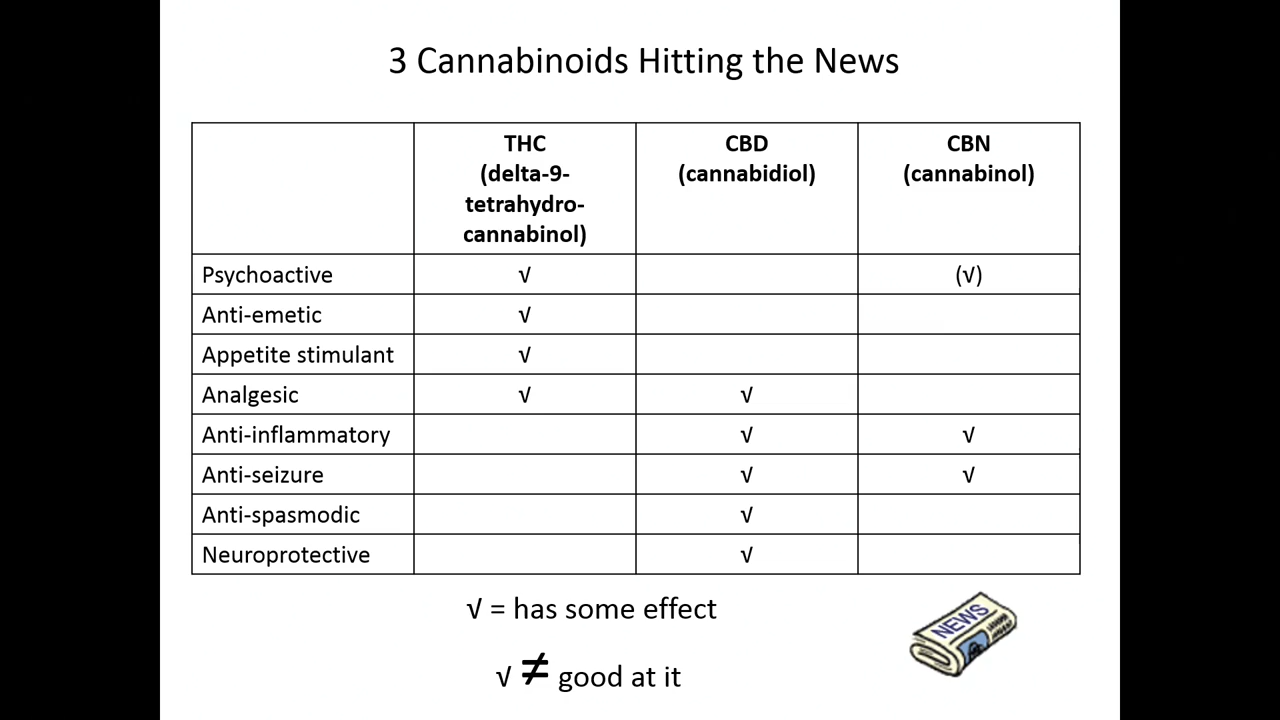 3 Cannabinoids Hitting the News
THC CBD CBN
(delta-9- (cannabidiol) (cannabinol)
tetrahydro-
cannabinol)
Psychoactive √ (√)
Anti-emetic √
Appetite stimulant √
Analgesic √ √
Anti-inflammatory √ √
Anti-seizure √ √
Anti-spasmodic √
Neuroprotective √
√ = has some effect
√ ≠ good at it
NEWS